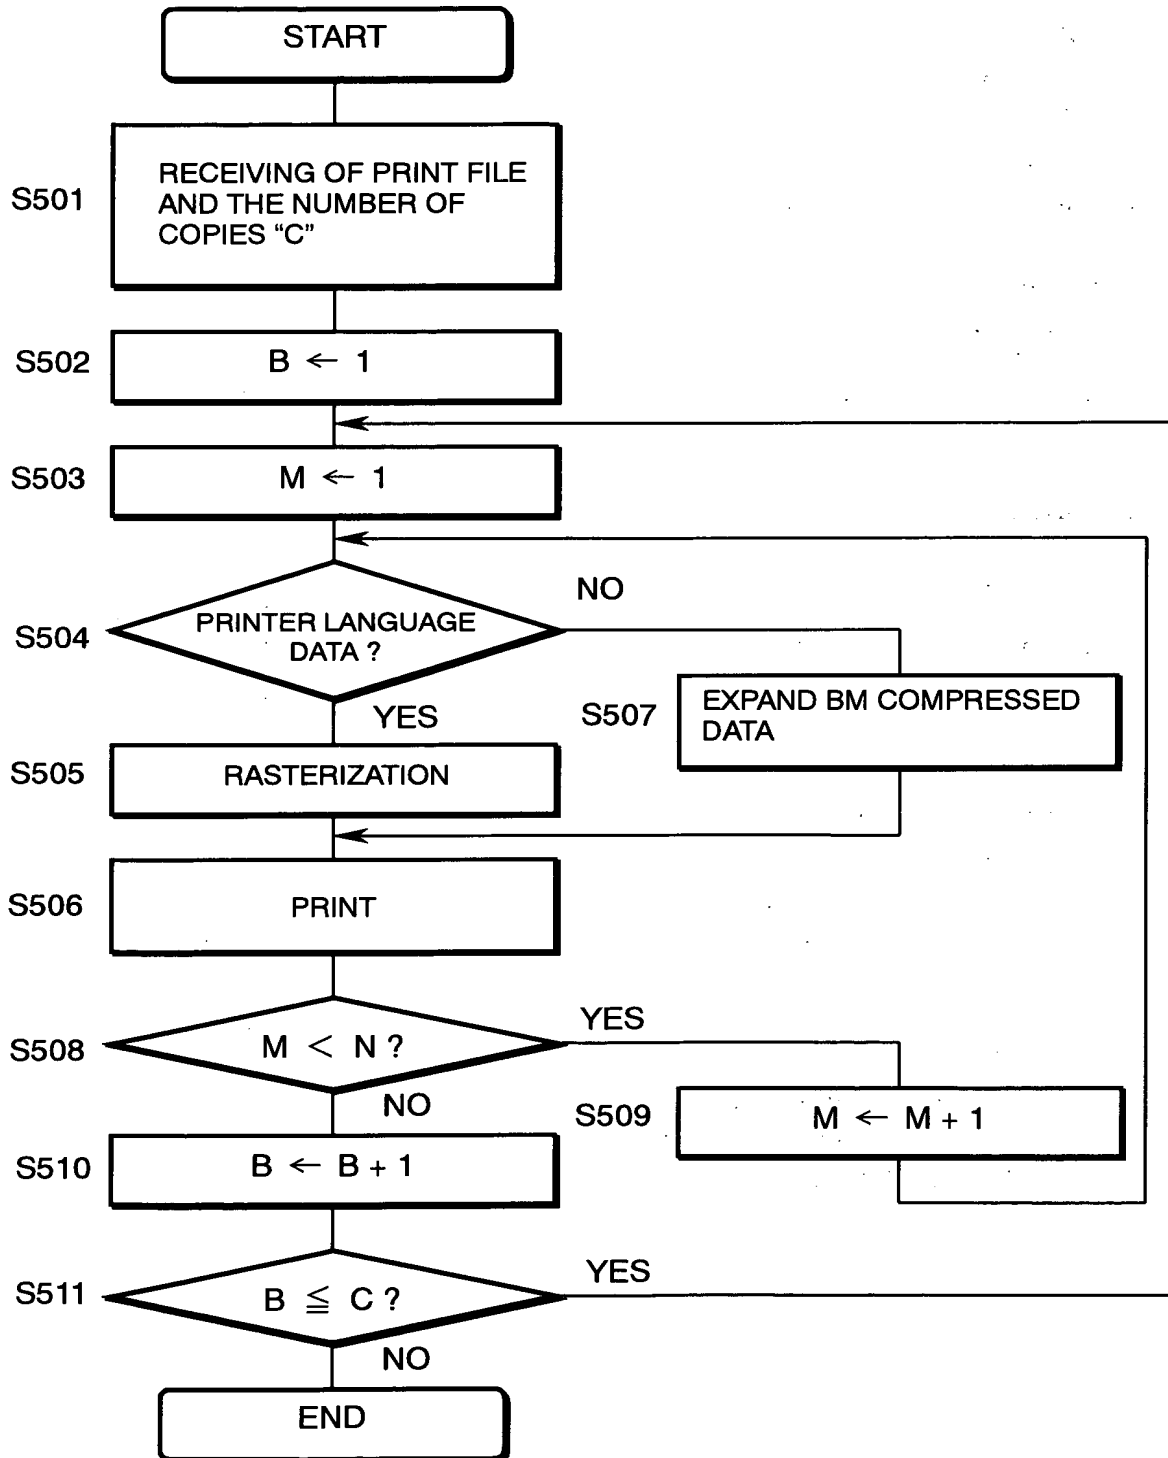 START
S501
RECEIVING OF PRINT FILE
AND THE NUMBER OF
COPIES “C”
S502
B ← 1
S503
M ← 1
S504
PRINTER LANGUAGE
DATA ?
NO
YES
S507
EXPAND BM COMPRESSED
DATA
S505
RASTERIZATION
S506
PRINT
S508
M < N ?
YES
NO
S509
M ← M + 1
S510
B ← B + 1
S511
B ≦ C ?
YES
NO
END